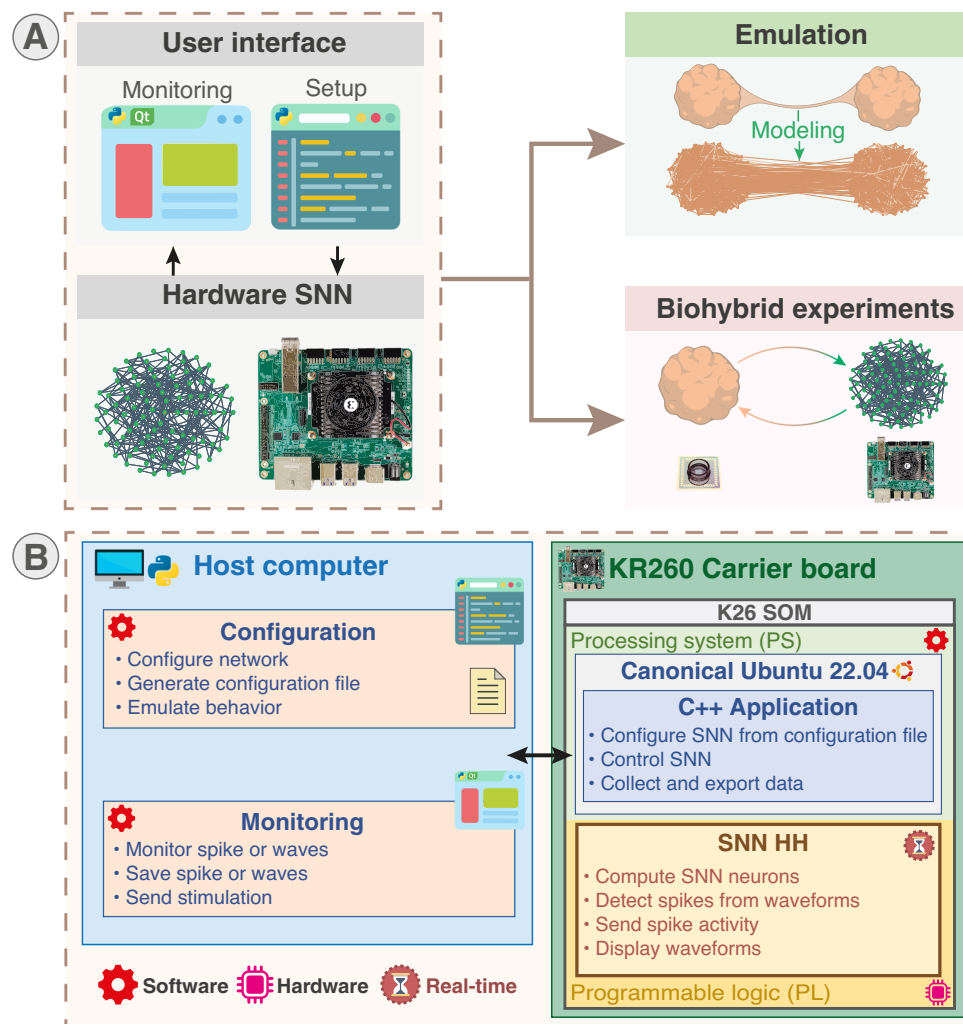 A
User interface
Monitoring
Setup
Qt
Hardware SNN
Emulation
Modeling
Biohybrid experiments
B
Host computer
Configuration
• Configure network
• Generate configuration file
• Emulate behavior
Qt
Monitoring
• Monitor spike or waves
• Save spike or waves
• Send stimulation
KR260 Carrier board
K26 SOM
Processing system (PS)
Canonical Ubuntu 22.04
C++ Application
• Configure SNN from configuration file
• Control SNN
• Collect and export data
SNN HH
• Compute SNN neurons
• Detect spikes from waveforms
• Send spike activity
• Display waveforms
Programmable logic (PL)
Software
Hardware
Real-time